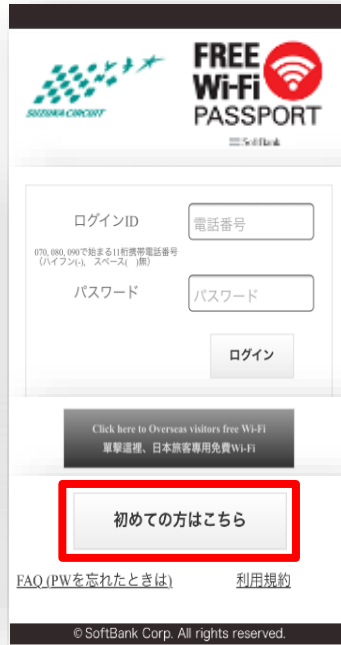 SUZUKA CIRCUIT
FREE
Wi-Fi
PASSPORT
SoftBank
ログインID
電話番号
070, 080, 090で始まる11桁携帯電話番号
（ハイフン(-)、スペース( )無）
パスワード
パスワード
ログイン
Click here to Overseas visitors free Wi-Fi
單擊這裡、日本旅客專用免費Wi-Fi
初めての方はこちら
FAQ (PWを忘れたときは)
利用規約
© SoftBank Corp. All rights reserved.